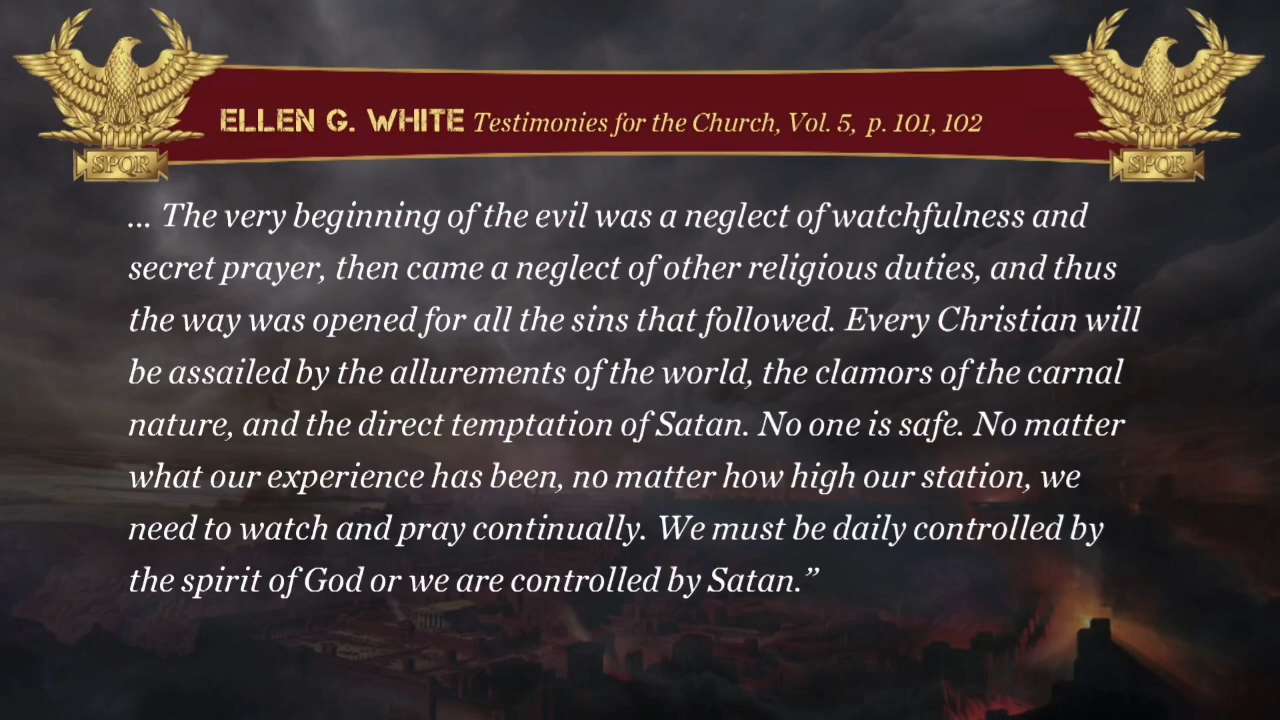 ELLEN G. WHITE Testimonies for the Church, Vol. 5, p. 101, 102
SPQR
SPQR
... The very beginning of the evil was a neglect of watchfulness and
secret prayer, then came a neglect of other religious duties, and thus
the way was opened for all the sins that followed. Every Christian will
be assailed by the allurements of the world, the clamors of the carnal
nature, and the direct temptation of Satan. No one is safe. No matter
what our experience has been, no matter how high our station, we
need to watch and pray continually. We must be daily controlled by
the spirit of God or we are controlled by Satan.”